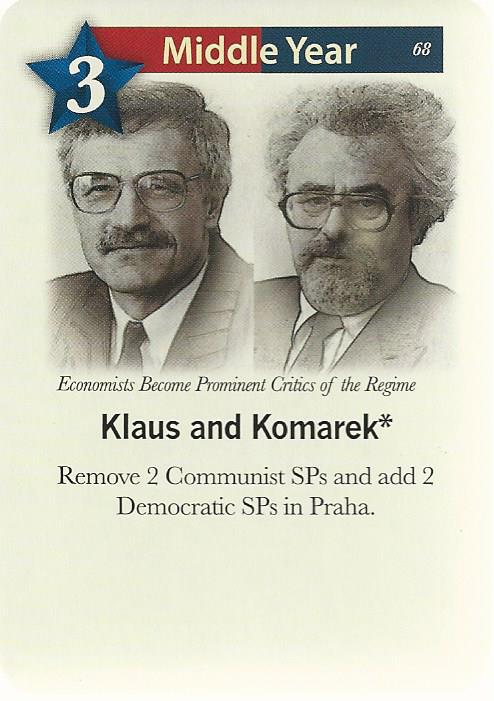 3
Middle Year
68
Economists Become Prominent Critics of the Regime
Klaus and Komarek*
Remove 2 Communist SPs and add 2
Democratic SPs in Praha.